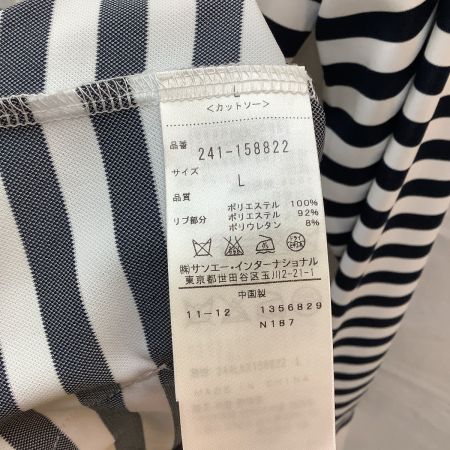 L
<カットソー>
品番 241-158822
サイズ L
品質 ポリエステル 100%
リブ部分 ポリエステル 92%
ポリウレタン 8%
㈱サンエー・インターナショナル
東京都世田谷区玉川2-21-1
中国製
11-12 1356829
N187